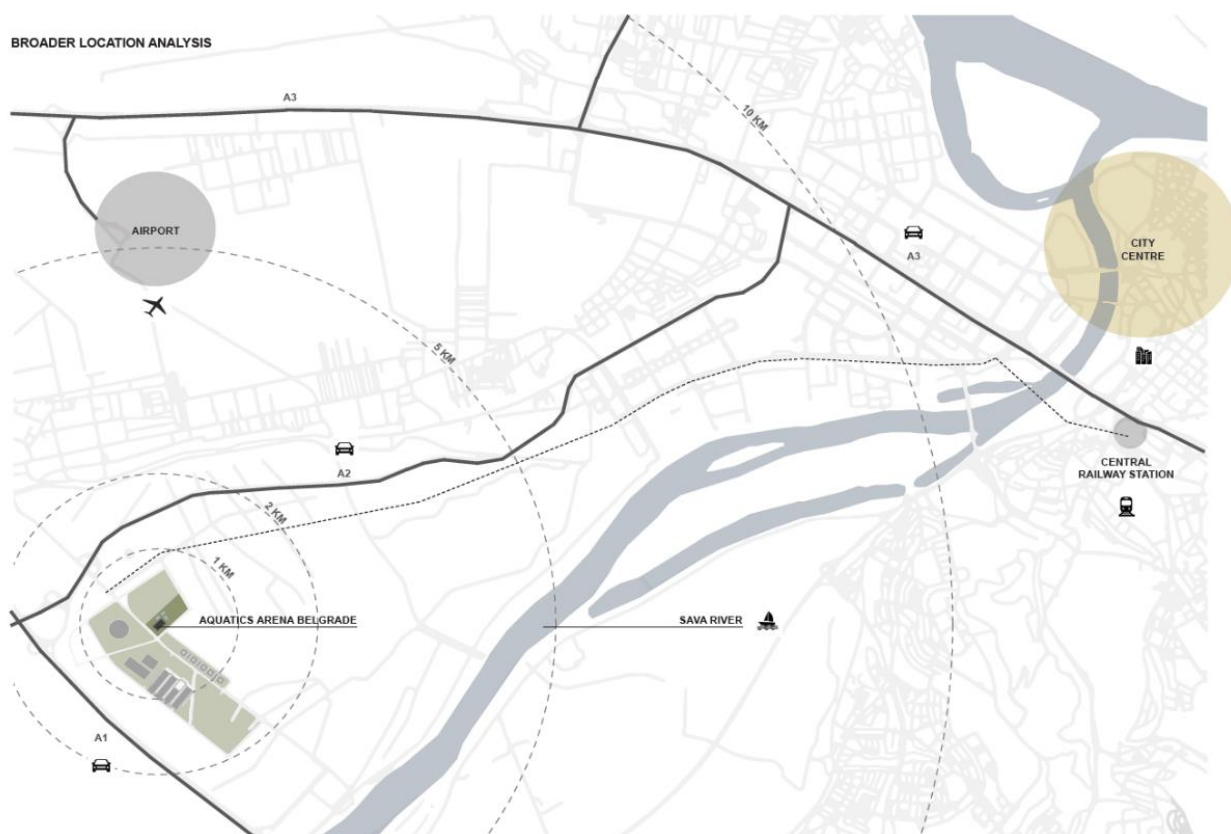 BROADER LOCATION ANALYSIS
A3
10 KM
AIRPORT
A3
CITY
CENTRE
5 KM
A2
CENTRAL
RAILWAY STATION
2 KM
1 KM
AQUATICS ARENA BELGRADE
SAVA RIVER
A1